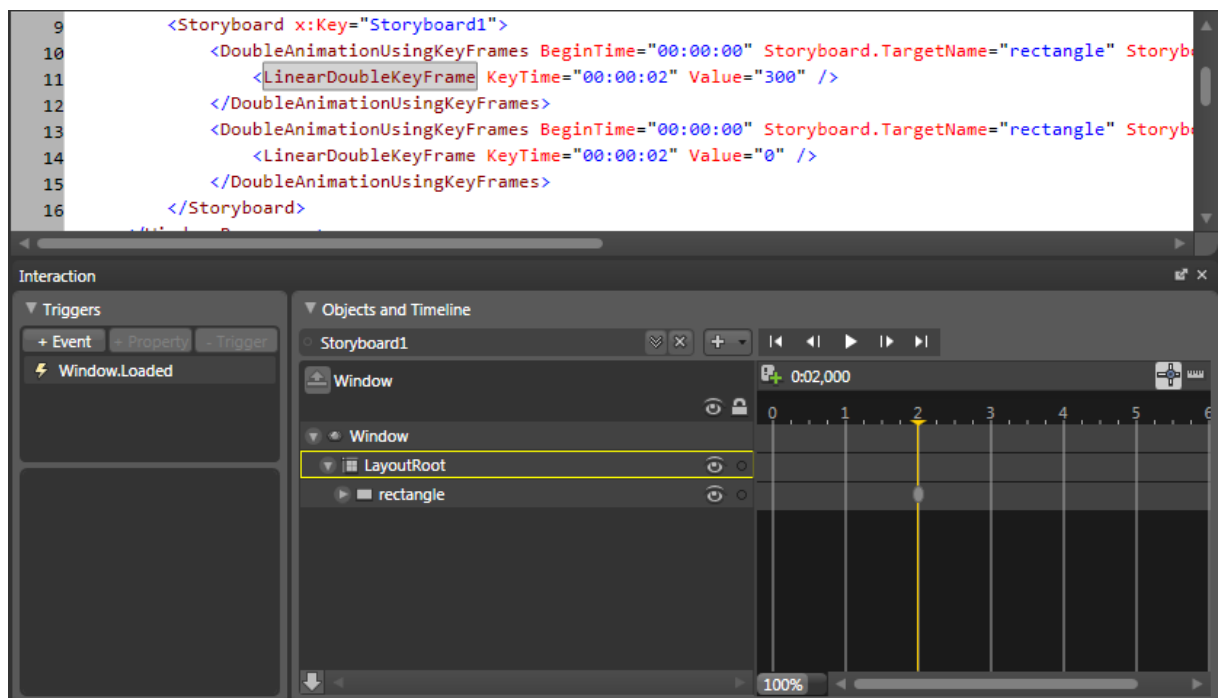 9 <Storyboard x:Key="Storyboard1">
10 <DoubleAnimationUsingKeyFrames BeginTime="00:00:00" Storyboard.TargetName="rectangle" Storyb
11 <LinearDoubleKeyFrame KeyTime="00:00:02" Value="300" />
12 </DoubleAnimationUsingKeyFrames>
13 <DoubleAnimationUsingKeyFrames BeginTime="00:00:00" Storyboard.TargetName="rectangle" Storyb
14 <LinearDoubleKeyFrame KeyTime="00:00:02" Value="0" />
15 </DoubleAnimationUsingKeyFrames>
16 </Storyboard>
Interaction
Triggers
+ Event + Property - Trigger
Window.Loaded
Objects and Timeline
Storyboard1
Window
0:02,000
0 1 2 3 4 5 6
Window
LayoutRoot
rectangle
100%